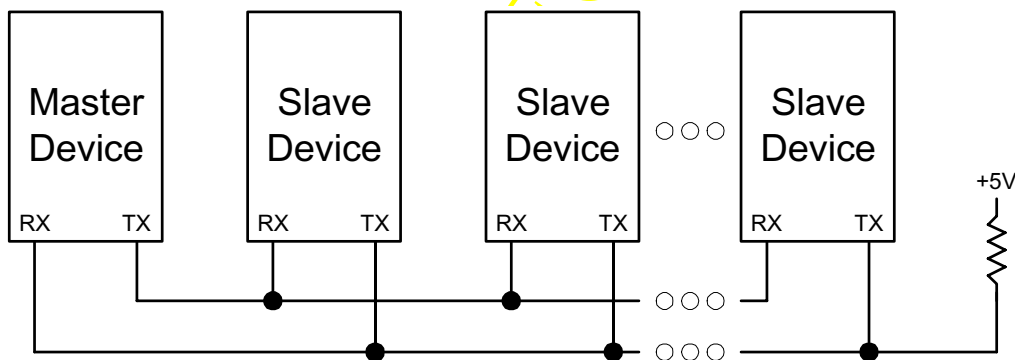 Master
Device
Slave
Device
Slave
Device
Slave
Device
RX TX
RX TX
RX TX
RX TX
+5V